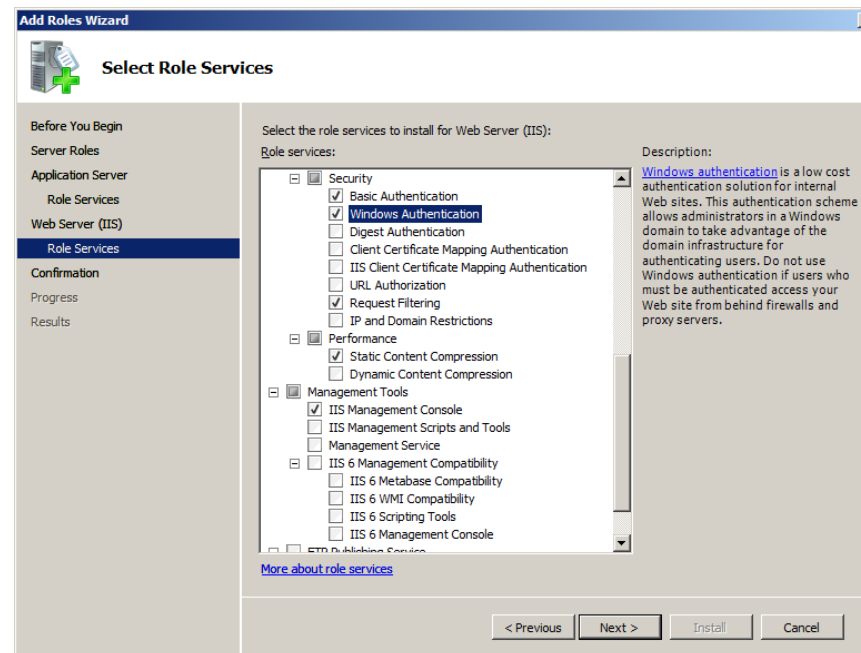 Add Roles Wizard
Select Role Services
Before You Begin
Server Roles
Application Server
Role Services
Web Server (IIS)
Role Services
Confirmation
Progress
Results
Select the role services to install for Web Server (IIS):
Role services:
Security
Basic Authentication
Windows Authentication
Digest Authentication
Client Certificate Mapping Authentication
IIS Client Certificate Mapping Authentication
URL Authorization
Request Filtering
IP and Domain Restrictions
Performance
Static Content Compression
Dynamic Content Compression
Management Tools
IIS Management Console
IIS Management Scripts and Tools
Management Service
IIS 6 Management Compatibility
IIS 6 Metabase Compatibility
IIS 6 WMI Compatibility
IIS 6 Scripting Tools
IIS 6 Management Console
FTP Publishing Service
More about role services
Description:
Windows authentication is a low cost
authentication solution for internal
Web sites. This authentication scheme
allows administrators in a Windows
domain to take advantage of the
domain infrastructure for
authenticating users. Do not use
Windows authentication if users who
must be authenticated access your
Web site from behind firewalls and
proxy servers.
< Previous
Next >
Install
Cancel